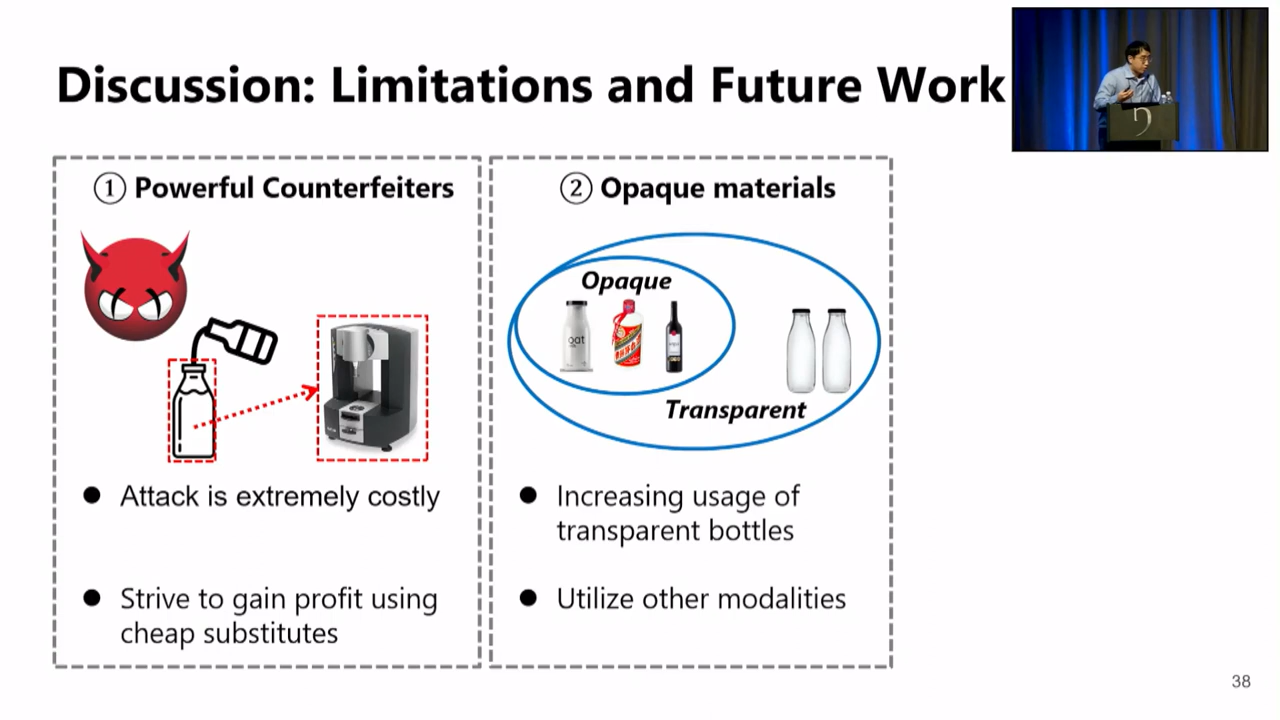 Discussion: Limitations and Future Work
① Powerful Counterfeiters
Attack is extremely costly
Strive to gain profit using
cheap substitutes
② Opaque materials
Opaque
oat
Transparent
Increasing usage of
transparent bottles
Utilize other modalities
38